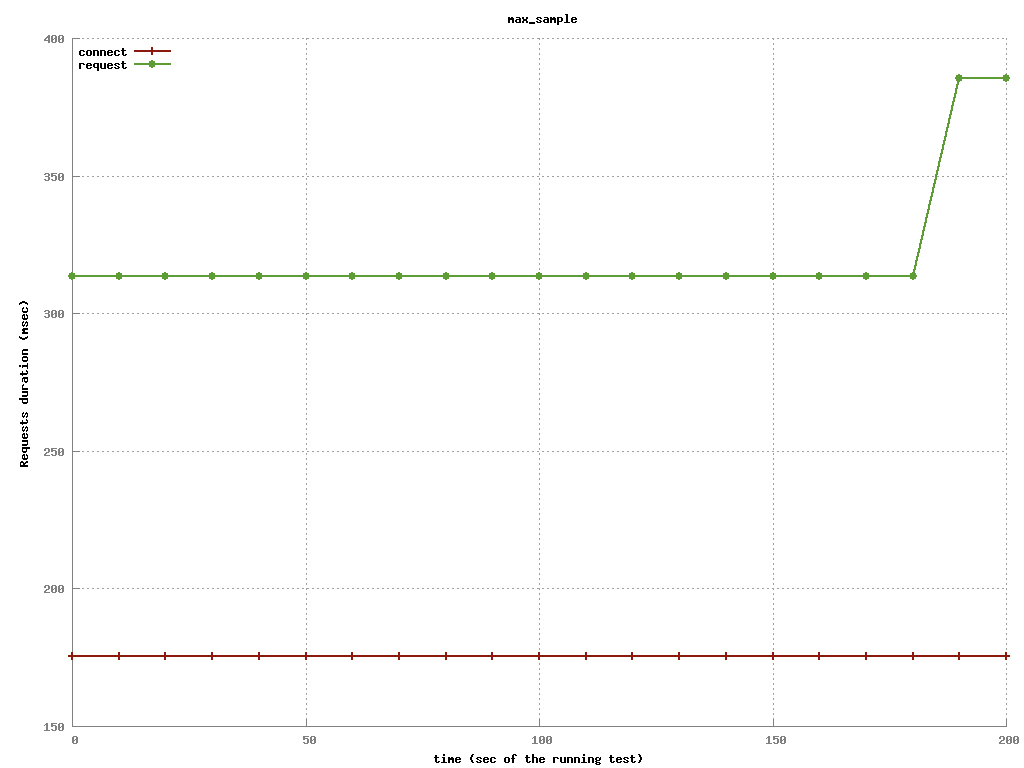 max_sample
400
connect
request
350
300
250
200
150
0 50 100 150 200
Requests duration (msec)
time (sec of the running test)